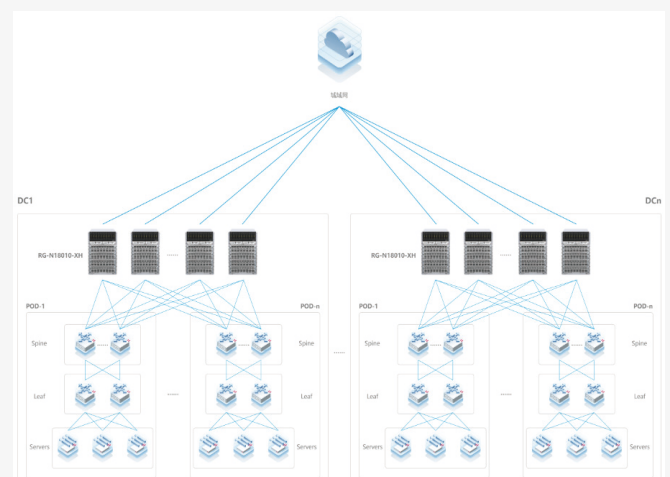 城域网
DC1
DCn
RG-N18010-XH
......
RG-N18010-XH
......
POD-1
POD-n
POD-1
POD-n
Spine
......
......
Spine
......
Spine
......
......
Spine
Leaf
......
Leaf
Leaf
......
Leaf
Servers
Servers
Servers
Servers